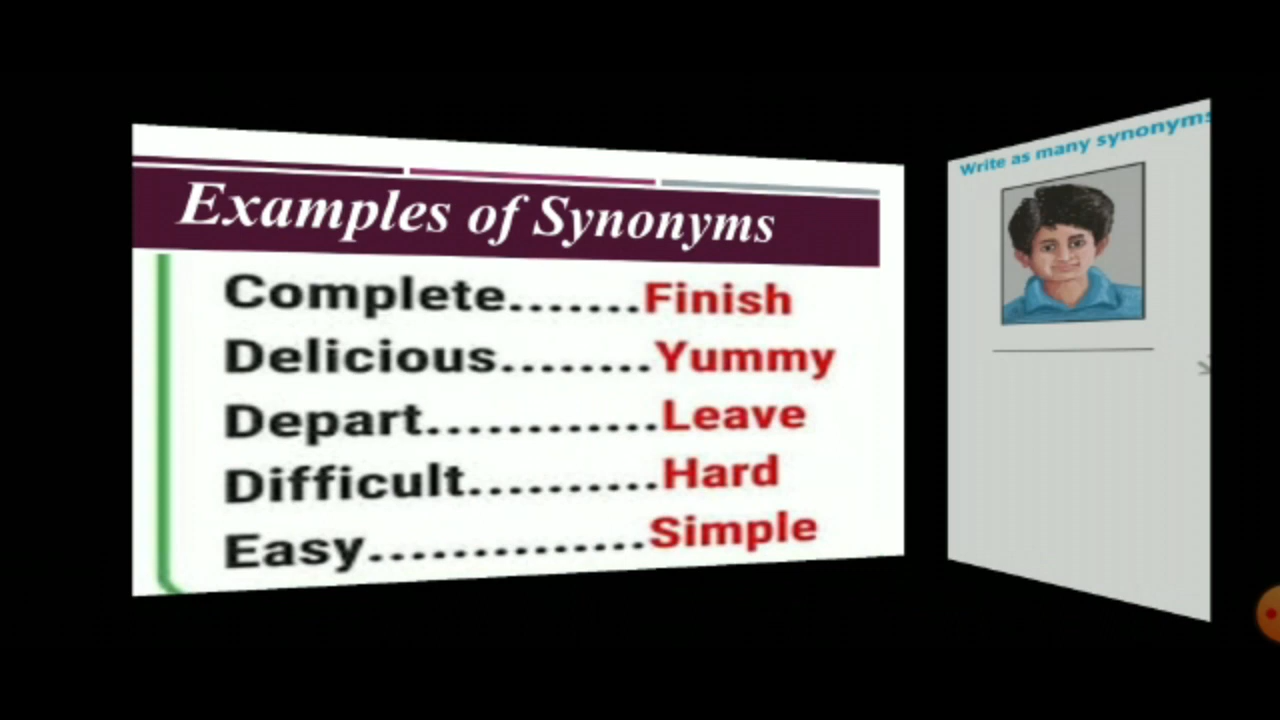 Examples of Synonyms
Complete.......Finish
Delicious........Yummy
Depart............Leave
Difficult..........Hard
Easy..............Simple
Write as many synonyms